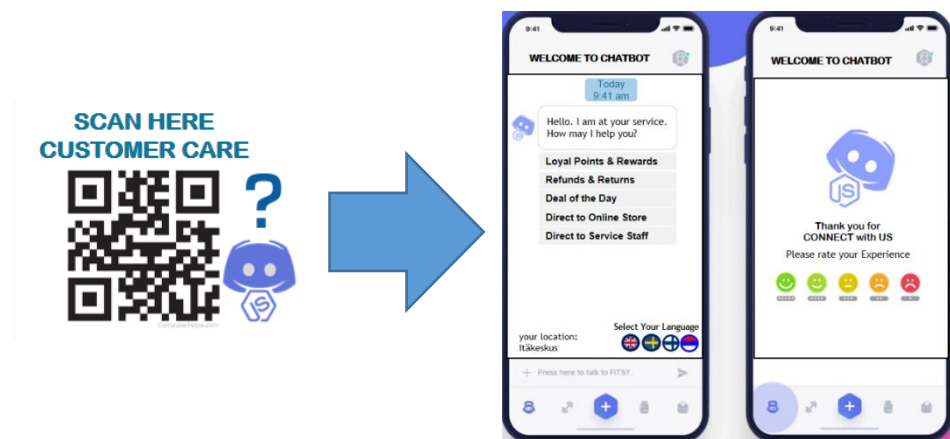 SCAN HERE
CUSTOMER CARE
?
JS
ComputerHope.com
9:41
WELCOME TO CHATBOT
Today
9:41 am
Hello. I am at your service.
How may I help you?
Loyal Points & Rewards
Refunds & Returns
Deal of the Day
Direct to Online Store
Direct to Service Staff
your location:
Itäkeskus
Select Your Language
Press here to talk to FITSY.
9:41
WELCOME TO CHATBOT
JS
Thank you for
CONNECT with US
Please rate your Experience